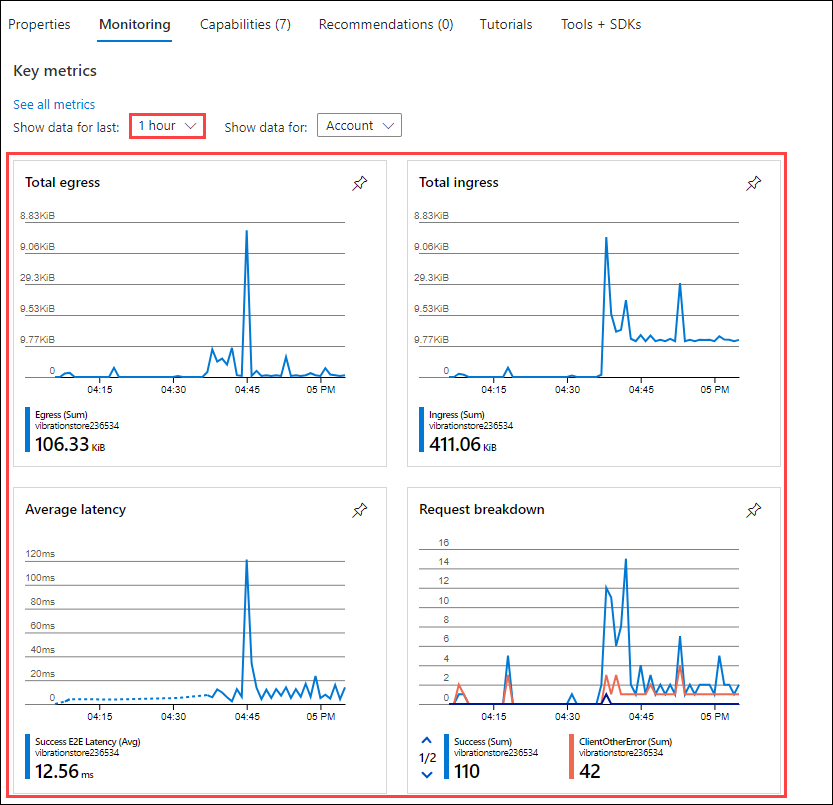 Properties Monitoring Capabilities (7) Recommendations (0) Tutorials Tools + SDKs
Key metrics
See all metrics
Show data for last: 1 hour Show data for: Account
Total egress
8.83KiB
9.06KiB
29.3KiB
9.53KiB
9.77KiB
0
04:15 04:30 04:45 05 PM
Egress (Sum)
vibrationstore236534
106.33 KiB
Total ingress
8.83KiB
9.06KiB
29.3KiB
9.53KiB
9.77KiB
0
04:15 04:30 04:45 05 PM
Ingress (Sum)
vibrationstore236534
411.06 KiB
Average latency
120ms
100ms
80ms
60ms
40ms
20ms
0
04:15 04:30 04:45 05 PM
Success E2E Latency (Avg)
vibrationstore236534
12.56 ms
Request breakdown
16
14
12
10
8
6
4
2
0
04:15 04:30 04:45 05 PM
1/2
Success (Sum)
vibrationstore236534
110
ClientOtherError (Sum)
vibrationstore236534
42